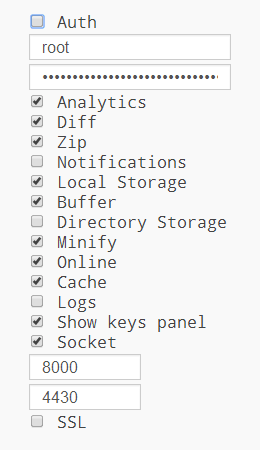 Auth
root
••••••••••••••••••••••••••••••••
Analytics
Diff
Zip
Notifications
Local Storage
Buffer
Directory Storage
Minify
Online
Cache
Logs
Show keys panel
Socket
8000
4430
SSL